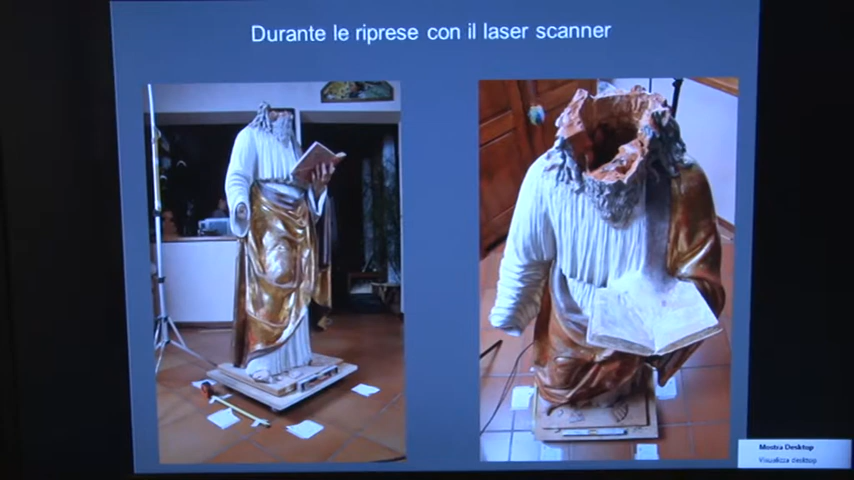 Durante le riprese con il laser scanner
Mostra Desktop
Visualizza desktop